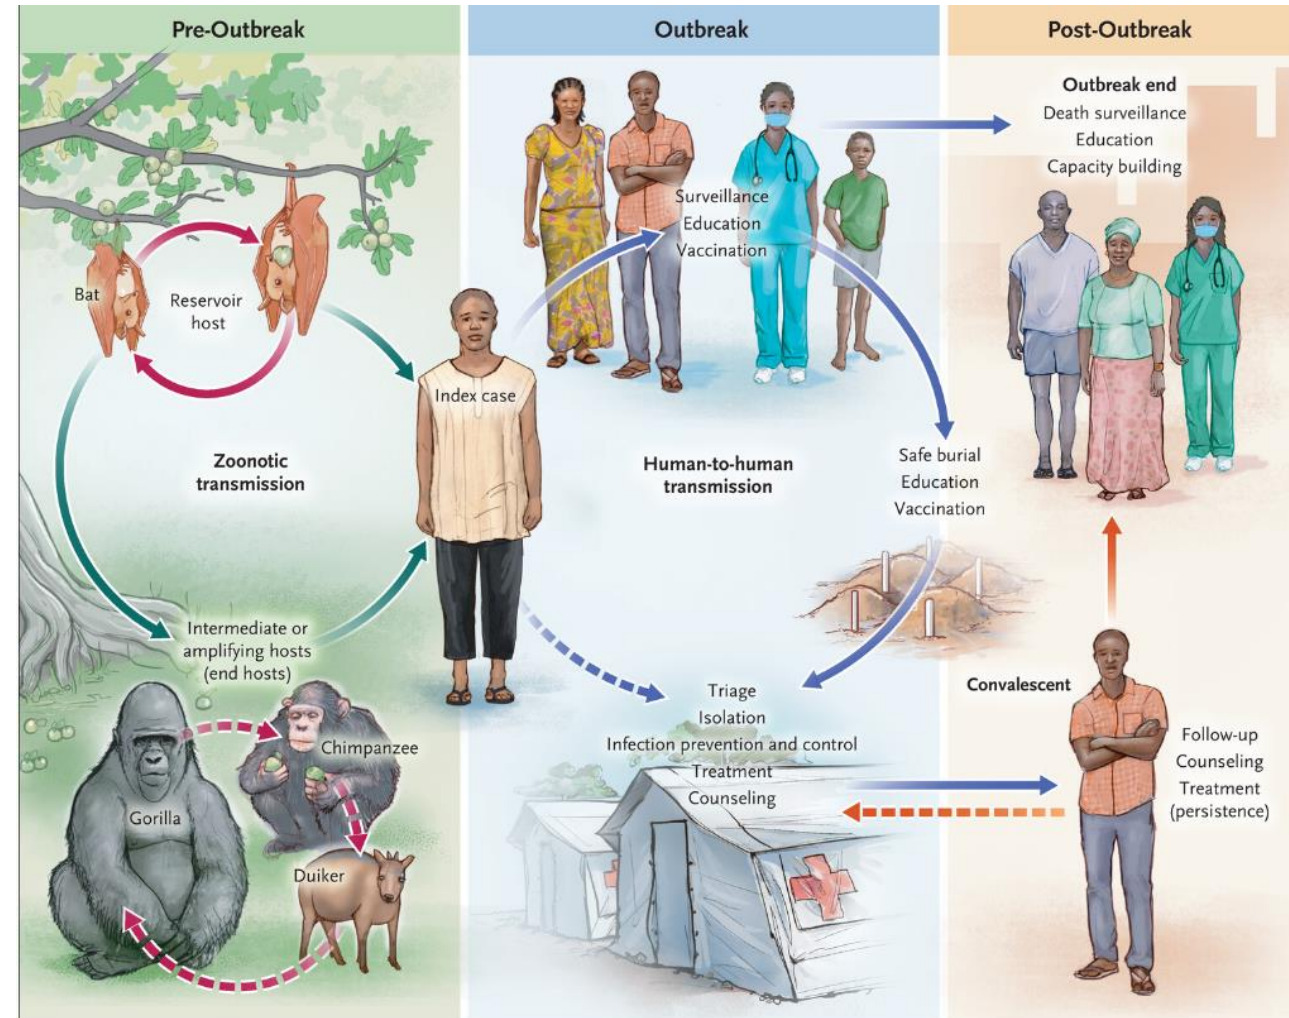 Pre-Outbreak
Outbreak
Post-Outbreak
Bat
Reservoir
host
Zoonotic
transmission
Index case
Intermediate or
amplifying hosts
(end hosts)
Gorilla
Chimpanzee
Duiker
Surveillance
Education
Vaccination
Human-to-human
transmission
Safe burial
Education
Vaccination
Triage
Isolation
Infection prevention and control
Treatment
Counseling
Outbreak end
Death surveillance
Education
Capacity building
Convalescent
Follow-up
Counseling
Treatment
(persistence)